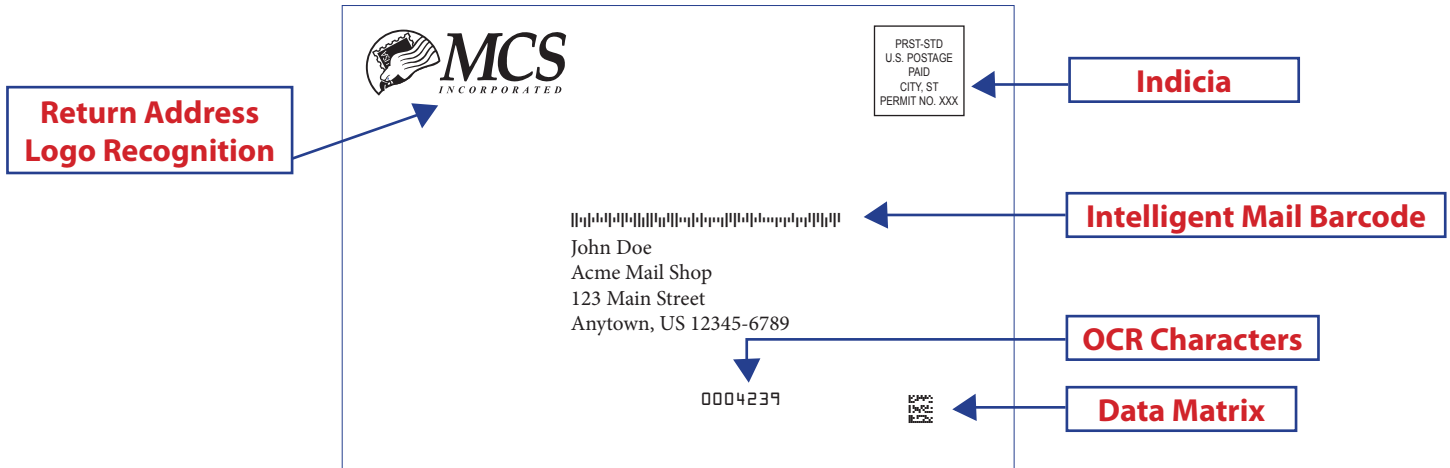 MCS
INCORPORATED
PRST-STD
U.S. POSTAGE
PAID
CITY, ST
PERMIT NO. XXX
Return Address
Logo Recognition
Indicia
Intelligent Mail Barcode
John Doe
Acme Mail Shop
123 Main Street
Anytown, US 12345-6789
OCR Characters
0004239
Data Matrix